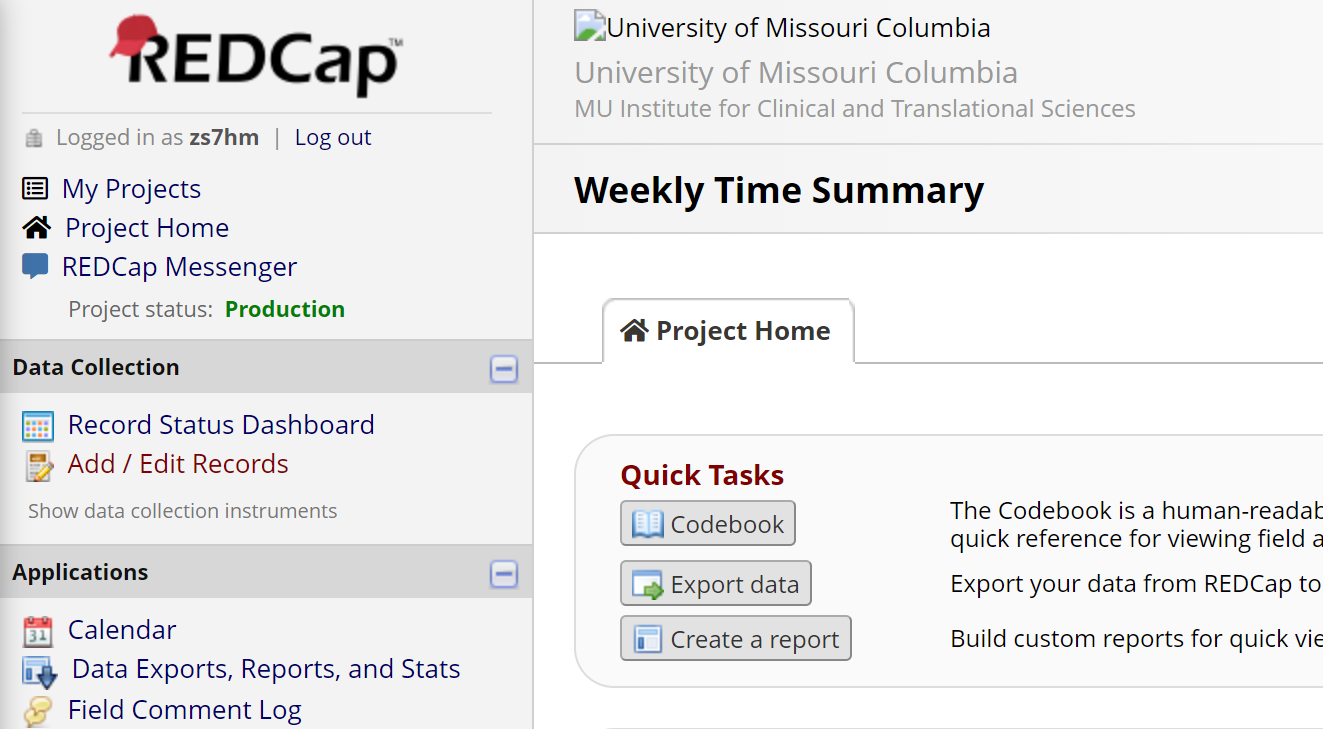 REDCap™
Logged in as zs7hm | Log out
My Projects
Project Home
REDCap Messenger
Project status: Production
Data Collection
Record Status Dashboard
Add / Edit Records
Show data collection instruments
Applications
31 Calendar
Data Exports, Reports, and Stats
Field Comment Log
University of Missouri Columbia
University of Missouri Columbia
MU Institute for Clinical and Translational Sciences
Weekly Time Summary
Project Home
Quick Tasks
Codebook
The Codebook is a human-readab
quick reference for viewing field a
Export data
Export your data from REDCap to
Create a report
Build custom reports for quick vie